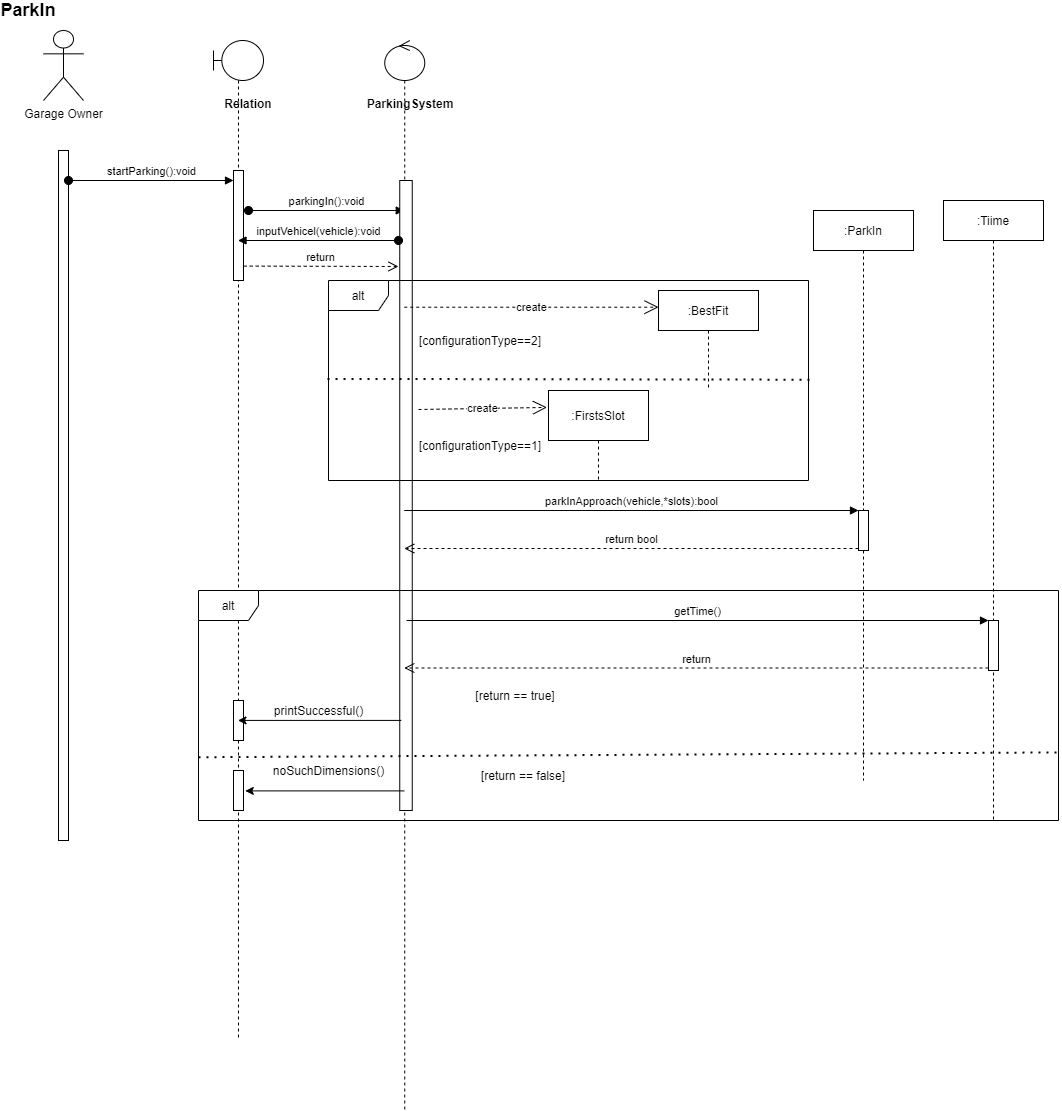 ParkIn
Garage Owner
Relation
ParkingSystem
startParking():void
parkingIn():void
inputVehicel(vehicle):void
return
:ParkIn
:Tiime
alt
create
:BestFit
[configurationType==2]
create
:FirstsSlot
[configurationType==1]
parkInApproach(vehicle,*slots):bool
return bool
alt
getTime()
return
[return == true]
printSuccessful()
noSuchDimensions()
[return == false]